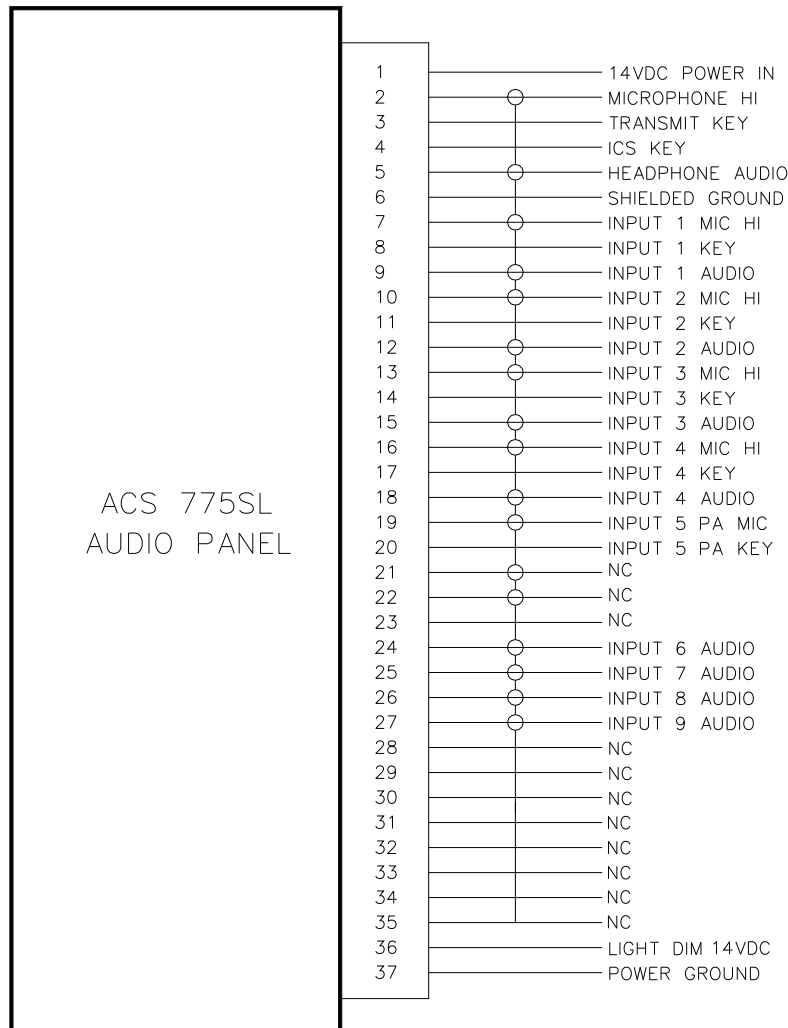 ACS 775SL
AUDIO PANEL
1 14VDC POWER IN
2 MICROPHONE HI
3 TRANSMIT KEY
4 ICS KEY
5 HEADPHONE AUDIO
6 SHIELDED GROUND
7 INPUT 1 MIC HI
8 INPUT 1 KEY
9 INPUT 1 AUDIO
10 INPUT 2 MIC HI
11 INPUT 2 KEY
12 INPUT 2 AUDIO
13 INPUT 3 MIC HI
14 INPUT 3 KEY
15 INPUT 3 AUDIO
16 INPUT 4 MIC HI
17 INPUT 4 KEY
18 INPUT 4 AUDIO
19 INPUT 5 PA MIC
20 INPUT 5 PA KEY
21 NC
22 NC
23 NC
24 INPUT 6 AUDIO
25 INPUT 7 AUDIO
26 INPUT 8 AUDIO
27 INPUT 9 AUDIO
28 NC
29 NC
30 NC
31 NC
32 NC
33 NC
34 NC
35 NC
36 LIGHT DIM 14VDC
37 POWER GROUND